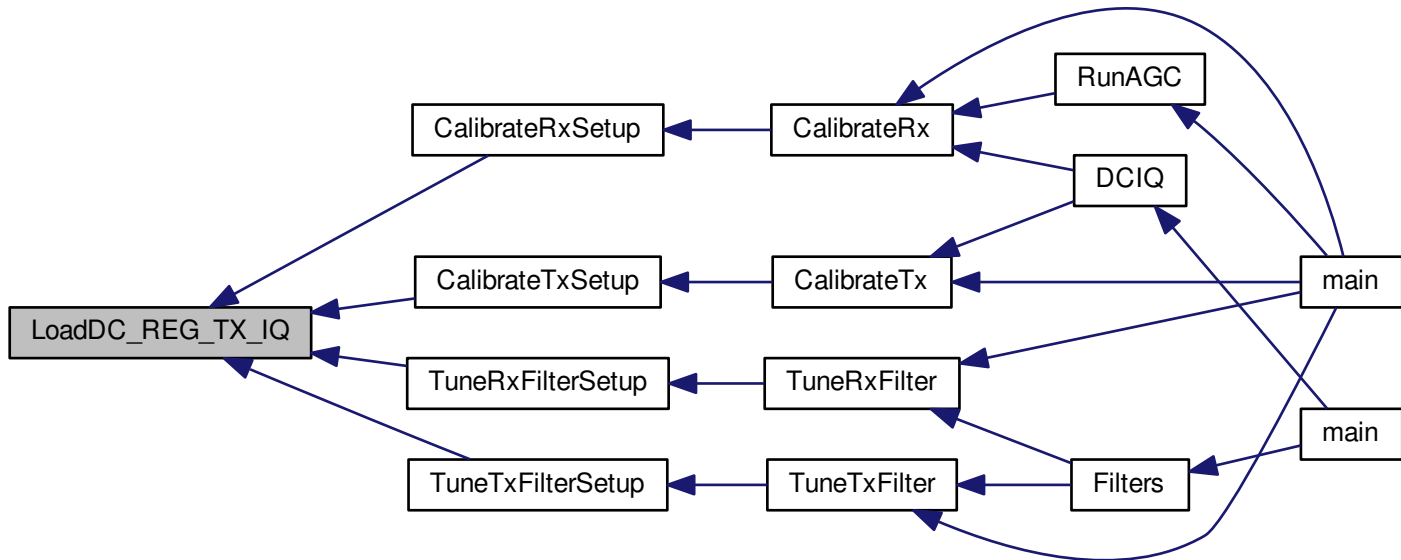 RunAGC
CalibrateRxSetup
CalibrateRx
DCIQ
CalibrateTxSetup
CalibrateTx
main
LoadDC_REG_TX_IQ
TuneRxFilterSetup
TuneRxFilter
main
TuneTxFilterSetup
TuneTxFilter
Filters